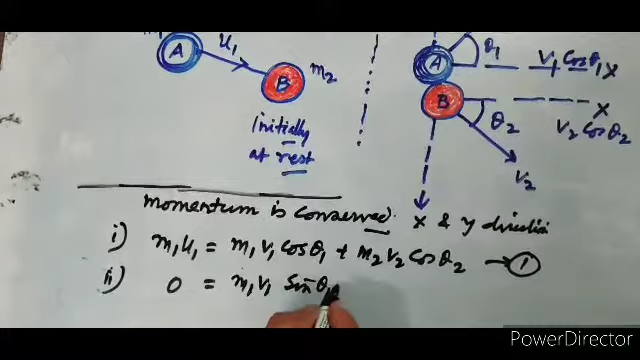 m₁
A
u₁
B
m₂
Initially
at rest
A
θ₁
V₁ Cosθ₁
x
B
θ₂
x
V₂ Cosθ₂
V₂
momentum is conserved.
x & y direction
i) m₁u₁ = m₁v₁ cosθ₁ + m₂v₂ cosθ₂ → 1
ii) 0 = m₁v₁ Sinθ₁
PowerDirector